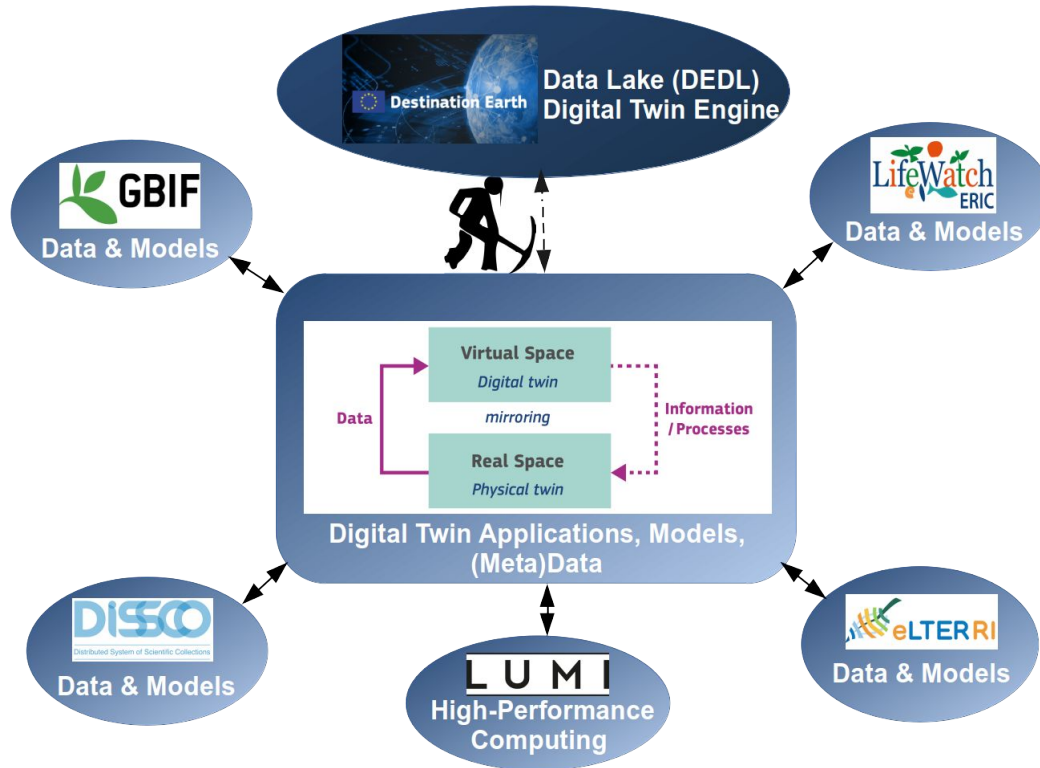 Destination Earth
Data Lake (DEDL)
Digital Twin Engine
GBIF
Data & Models
LifeWatch
ERIC
Data & Models
Virtual Space
Digital twin
Data
mirroring
Information
/ Processes
Real Space
Physical twin
Digital Twin Applications, Models,
(Meta)Data
DISSCO
Distributed System of Scientific Collections
Data & Models
LUMI
High-Performance
Computing
eLTER RI
Data & Models